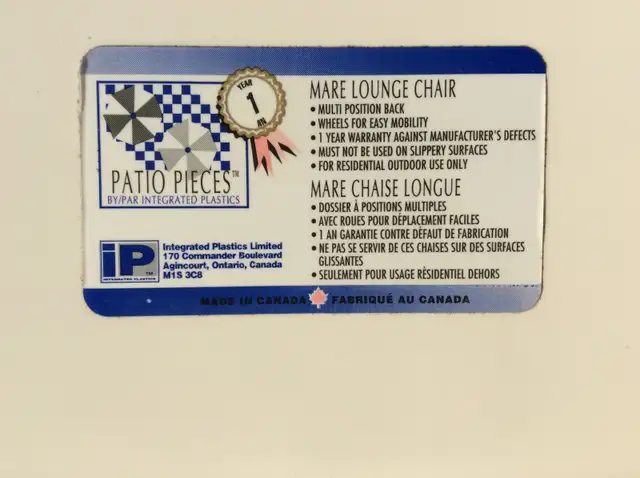 YEAR
1
AN
PATIO PIECES™
BY/PAR INTEGRATED PLASTICS
iP™
INTEGRATED PLASTICS
Integrated Plastics Limited
170 Commander Boulevard
Agincourt, Ontario, Canada
M1S 3C8
MARE LOUNGE CHAIR
• MULTI POSITION BACK
• WHEELS FOR EASY MOBILITY
• 1 YEAR WARRANTY AGAINST MANUFACTURER'S DEFECTS
• MUST NOT BE USED ON SLIPPERY SURFACES
• FOR RESIDENTIAL OUTDOOR USE ONLY
MARE CHAISE LONGUE
• DOSSIER À POSITIONS MULTIPLES
• AVEC ROUES POUR DÉPLACEMENT FACILES
• 1 AN GARANTIE CONTRE DÉFAUT DE FABRICATION
• NE PAS SE SERVIR DE CES CHAISES SUR DES SURFACES
GLISSANTES
• SEULEMENT POUR USAGE RÉSIDENTIEL DEHORS
MADE IN CANADA FABRIQUÉ AU CANADA